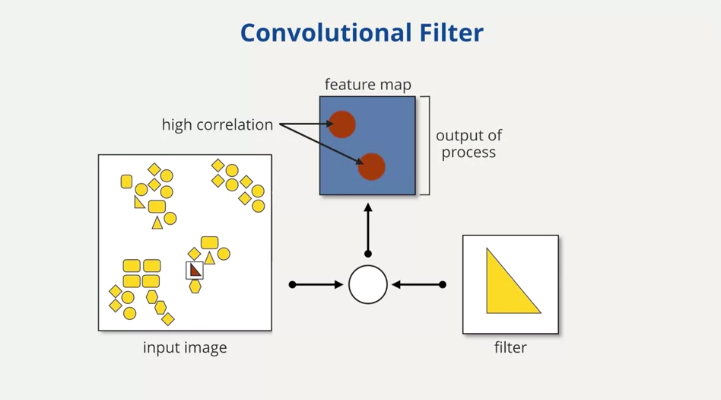 Convolutional Filter
feature map
high correlation
output of
process
input image
filter